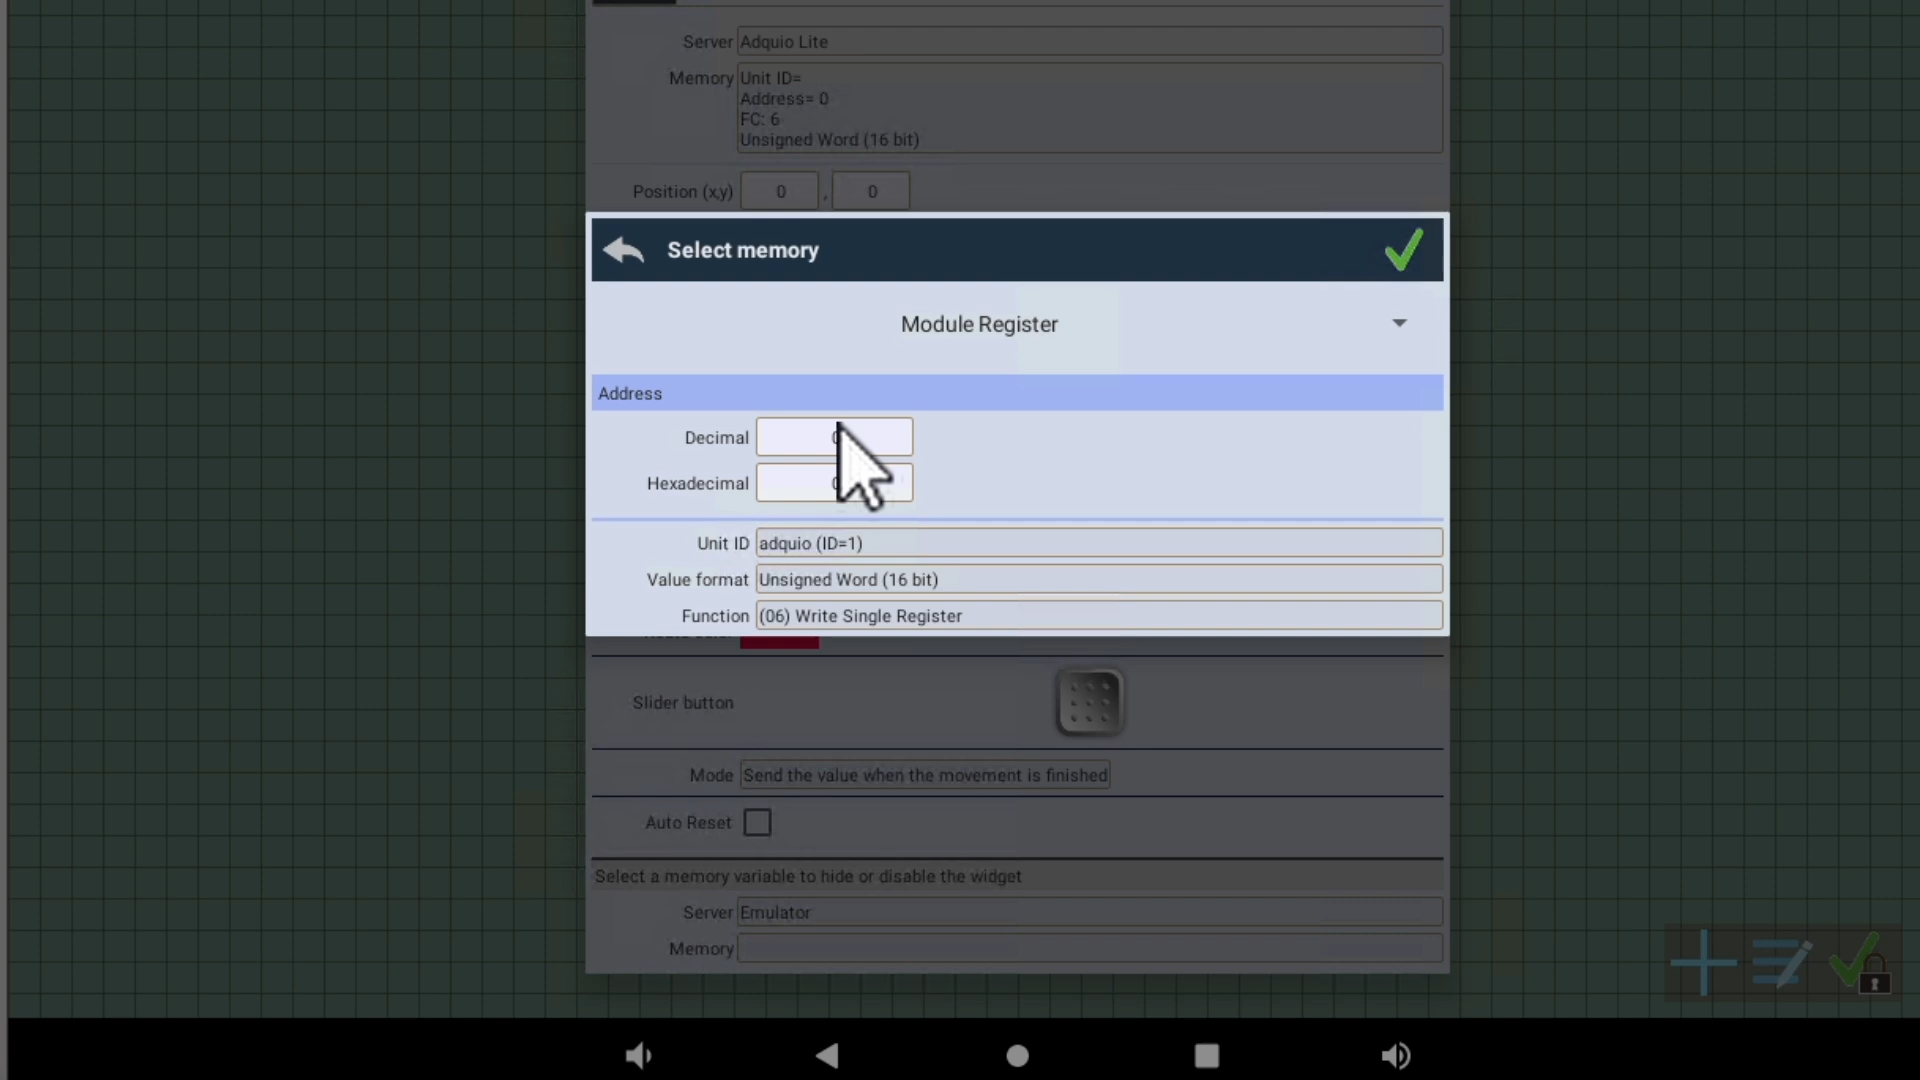 Server Adquio Lite
Memory Unit ID=
Address= 0
FC: 6
Unsigned Word (16 bit)
Position (x,y) 0 , 0
Select memory
Module Register
Address
Decimal
Hexadecimal
Unit ID adquio (ID=1)
Value format Unsigned Word (16 bit)
Function (06) Write Single Register
Slider button
Mode Send the value when the movement is finished
Auto Reset
Select a memory variable to hide or disable the widget
Server Emulator
Memory